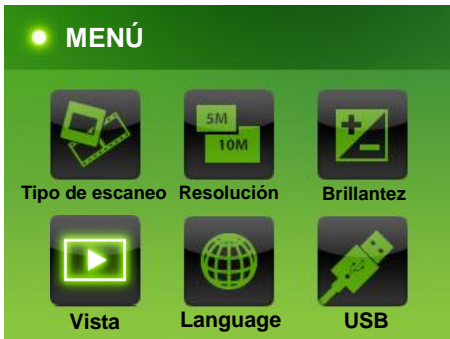 MENÚ
5M
10M
Tipo de escaneo Resolución Brillantez
Vista Language USB